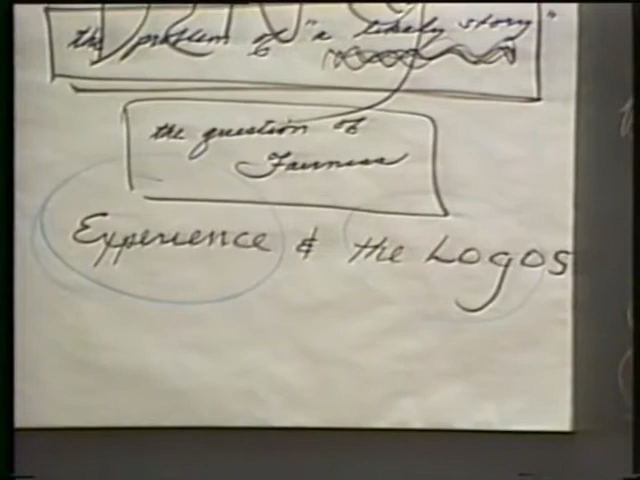 the problem of "a likely story"
the question of
Fairness
Experience & the Logos